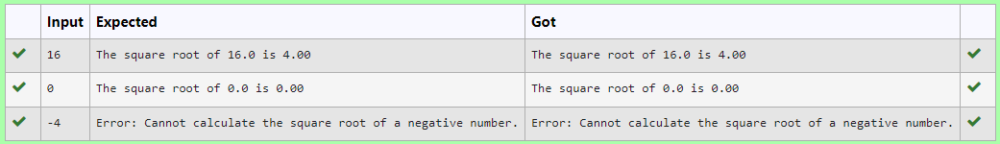 Input Expected Got
16 The square root of 16.0 is 4.00 The square root of 16.0 is 4.00
0 The square root of 0.0 is 0.00 The square root of 0.0 is 0.00
-4 Error: Cannot calculate the square root of a negative number. Error: Cannot calculate the square root of a negative number.